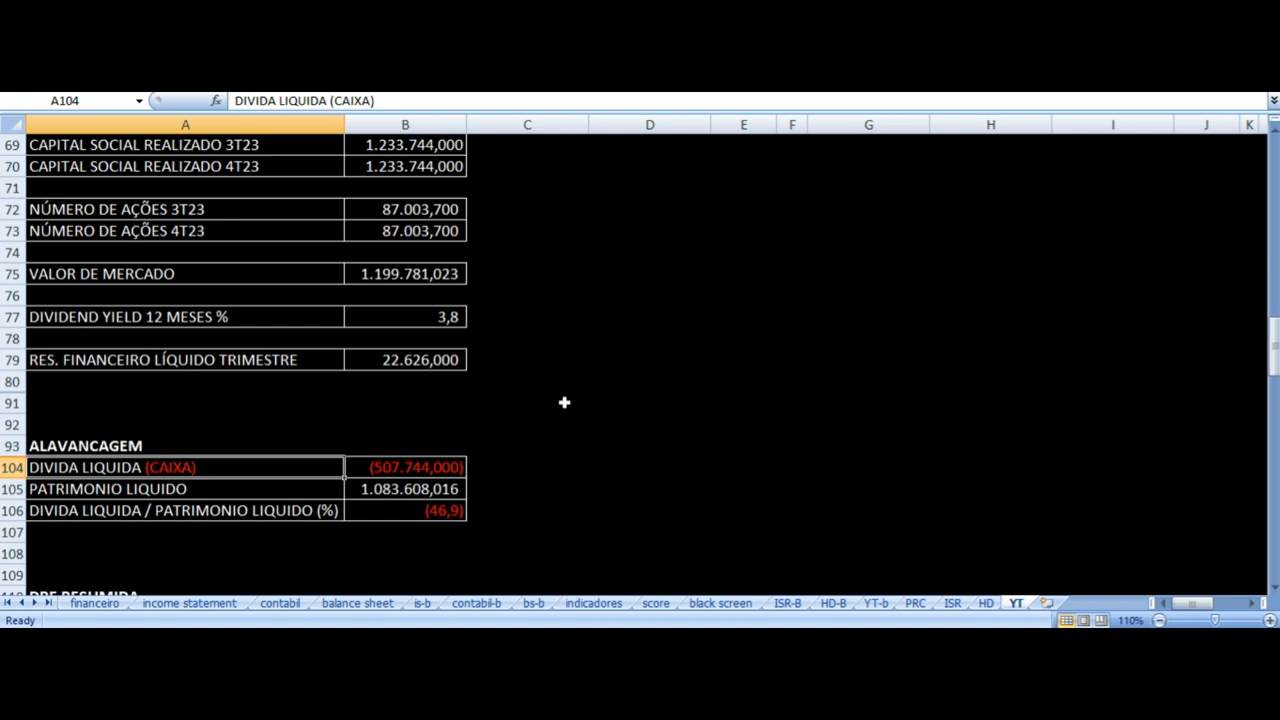 A104 fx DIVIDA LIQUIDA (CAIXA)
A B C D E F G H I J K
69 CAPITAL SOCIAL REALIZADO 3T23 1.233.744,000
70 CAPITAL SOCIAL REALIZADO 4T23 1.233.744,000
71
72 NÚMERO DE AÇÕES 3T23 87.003,700
73 NÚMERO DE AÇÕES 4T23 87.003,700
74
75 VALOR DE MERCADO 1.199.781,023
76
77 DIVIDEND YIELD 12 MESES % 3,8
78
79 RES. FINANCEIRO LÍQUIDO TRIMESTRE 22.626,000
80
91
92
93 ALAVANCAGEM
104 DIVIDA LIQUIDA (CAIXA) (507.744,000)
105 PATRIMONIO LIQUIDO 1.083.608,016
106 DIVIDA LIQUIDA / PATRIMONIO LIQUIDO (%) (46,9)
107
108
109
110 DRE RESUMIDA
financeiro income statement contabil balance sheet is-b contabil-b bs-b indicadores score black screen ISR-B HD-B YT-b PRC ISR HD YT
Ready 110%